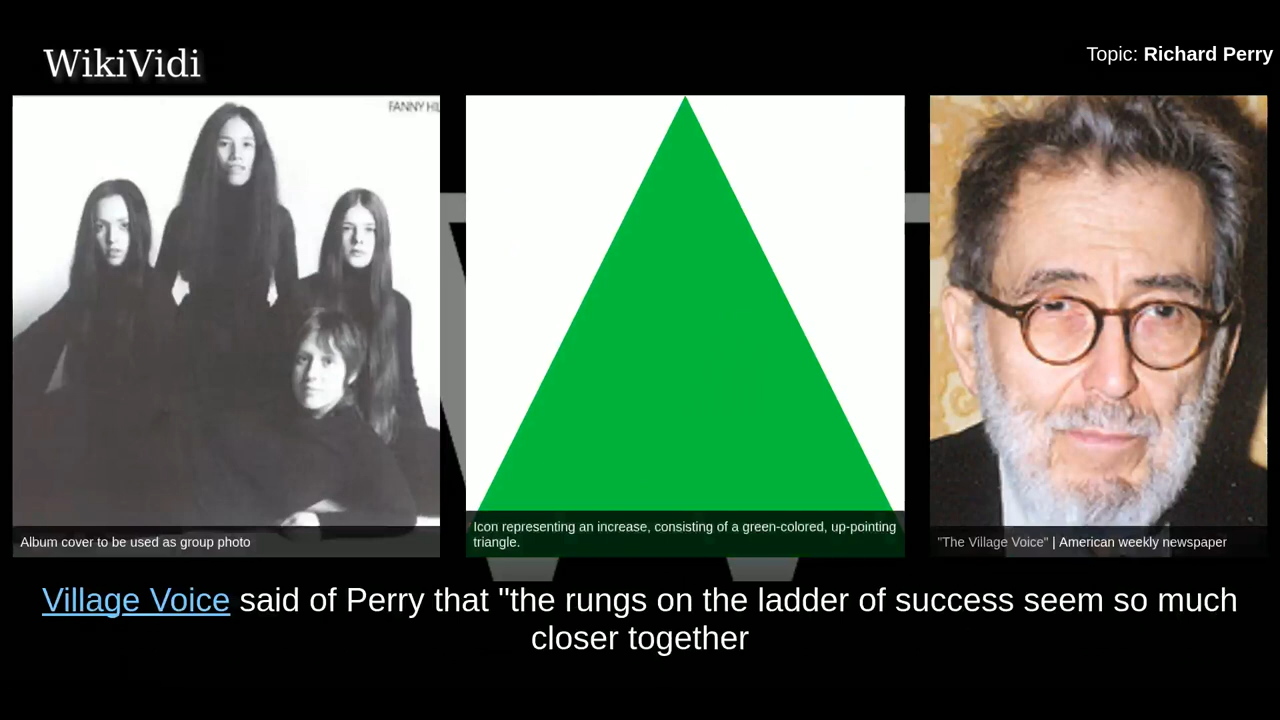 WikiVidi
Topic: Richard Perry
FANNY
Album cover to be used as group photo
Icon representing an increase, consisting of a green-colored, up-pointing
triangle.
"The Village Voice" | American weekly newspaper
Village Voice said of Perry that "the rungs on the ladder of success seem so much
closer together